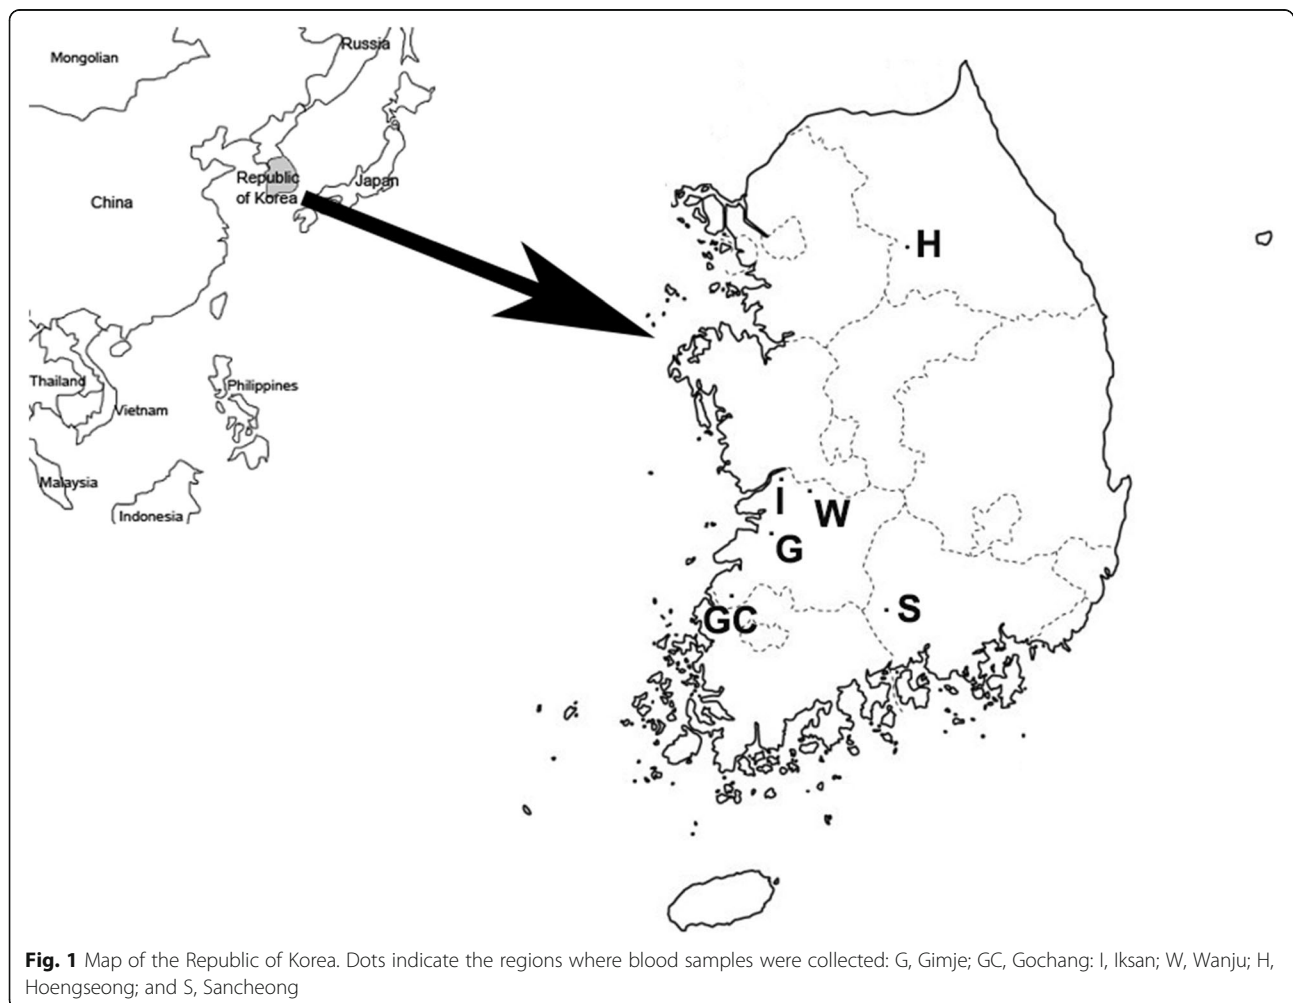 Mongolian
Russia
China
Republic
of Korea
Japan
Thailand
Vietnam
Philippines
Malaysia
Indonesia
H
I
W
G
GC
S
Fig. 1 Map of the Republic of Korea. Dots indicate the regions where blood samples were collected: G, Gimje; GC, Gochang: I, Iksan; W, Wanju; H,
Hoengseong; and S, Sancheong